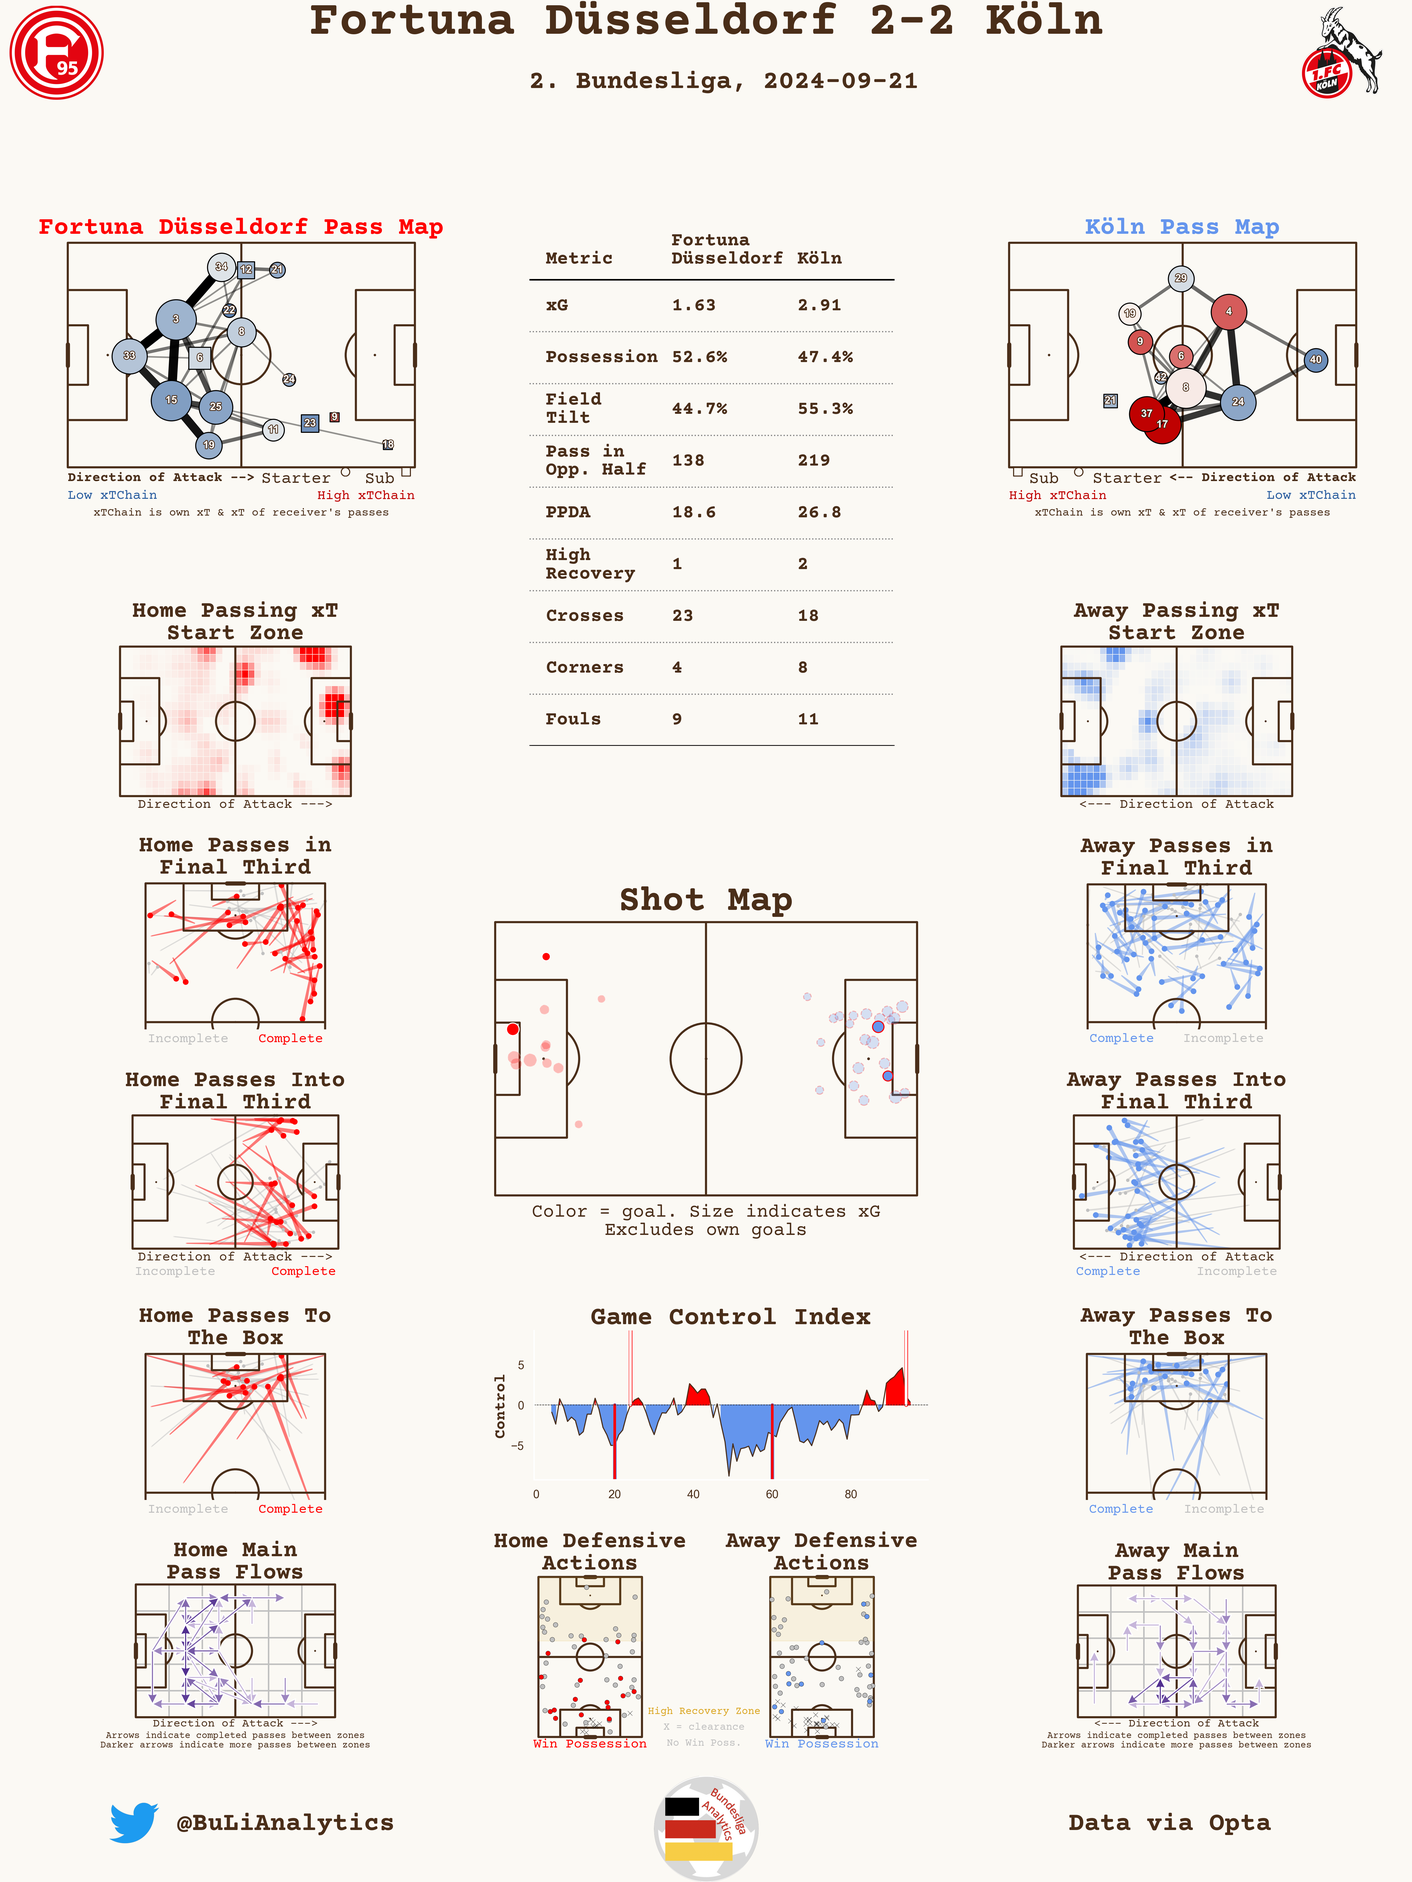 Fortuna Düsseldorf 2-2 Köln
2. Bundesliga, 2024-09-21
F 95
1.FC KÖLN
Fortuna Düsseldorf Pass Map
34 12 21
22
3 8
33 6
24
15 25
9
23
11
19 18
Direction of Attack --> Starter Sub
Low xTChain High xTChain
xTChain is own xT & xT of receiver's passes
Metric Fortuna Düsseldorf Köln
xG 1.63 2.91
Possession 52.6% 47.4%
Field Tilt 44.7% 55.3%
Pass in Opp. Half 138 219
PPDA 18.6 26.8
High Recovery 1 2
Crosses 23 18
Corners 4 8
Fouls 9 11
Köln Pass Map
29
19 4
9
6 40
42
8
21 24
37
17
Sub Starter <-- Direction of Attack
High xTChain Low xTChain
xTChain is own xT & xT of receiver's passes
Home Passing xT
Start Zone
Direction of Attack --->
Away Passing xT
Start Zone
<--- Direction of Attack
Home Passes in
Final Third
Incomplete Complete
Shot Map
Color = goal. Size indicates xG
Excludes own goals
Away Passes in
Final Third
Complete Incomplete
Home Passes Into
Final Third
Direction of Attack --->
Incomplete Complete
Away Passes Into
Final Third
<--- Direction of Attack
Complete Incomplete
Home Passes To
The Box
Incomplete Complete
Game Control Index
Control
5
0
−5
0 20 40 60 80
Away Passes To
The Box
Complete Incomplete
Home Main
Pass Flows
Direction of Attack --->
Arrows indicate completed passes between zones
Darker arrows indicate more passes between zones
Home Defensive
Actions
Win Possession
High Recovery Zone
X = clearance
No Win Poss.
Away Defensive
Actions
Win Possession
Away Main
Pass Flows
<--- Direction of Attack
Arrows indicate completed passes between zones
Darker arrows indicate more passes between zones
@BuLiAnalytics
Bundesliga
Analytics
Data via Opta